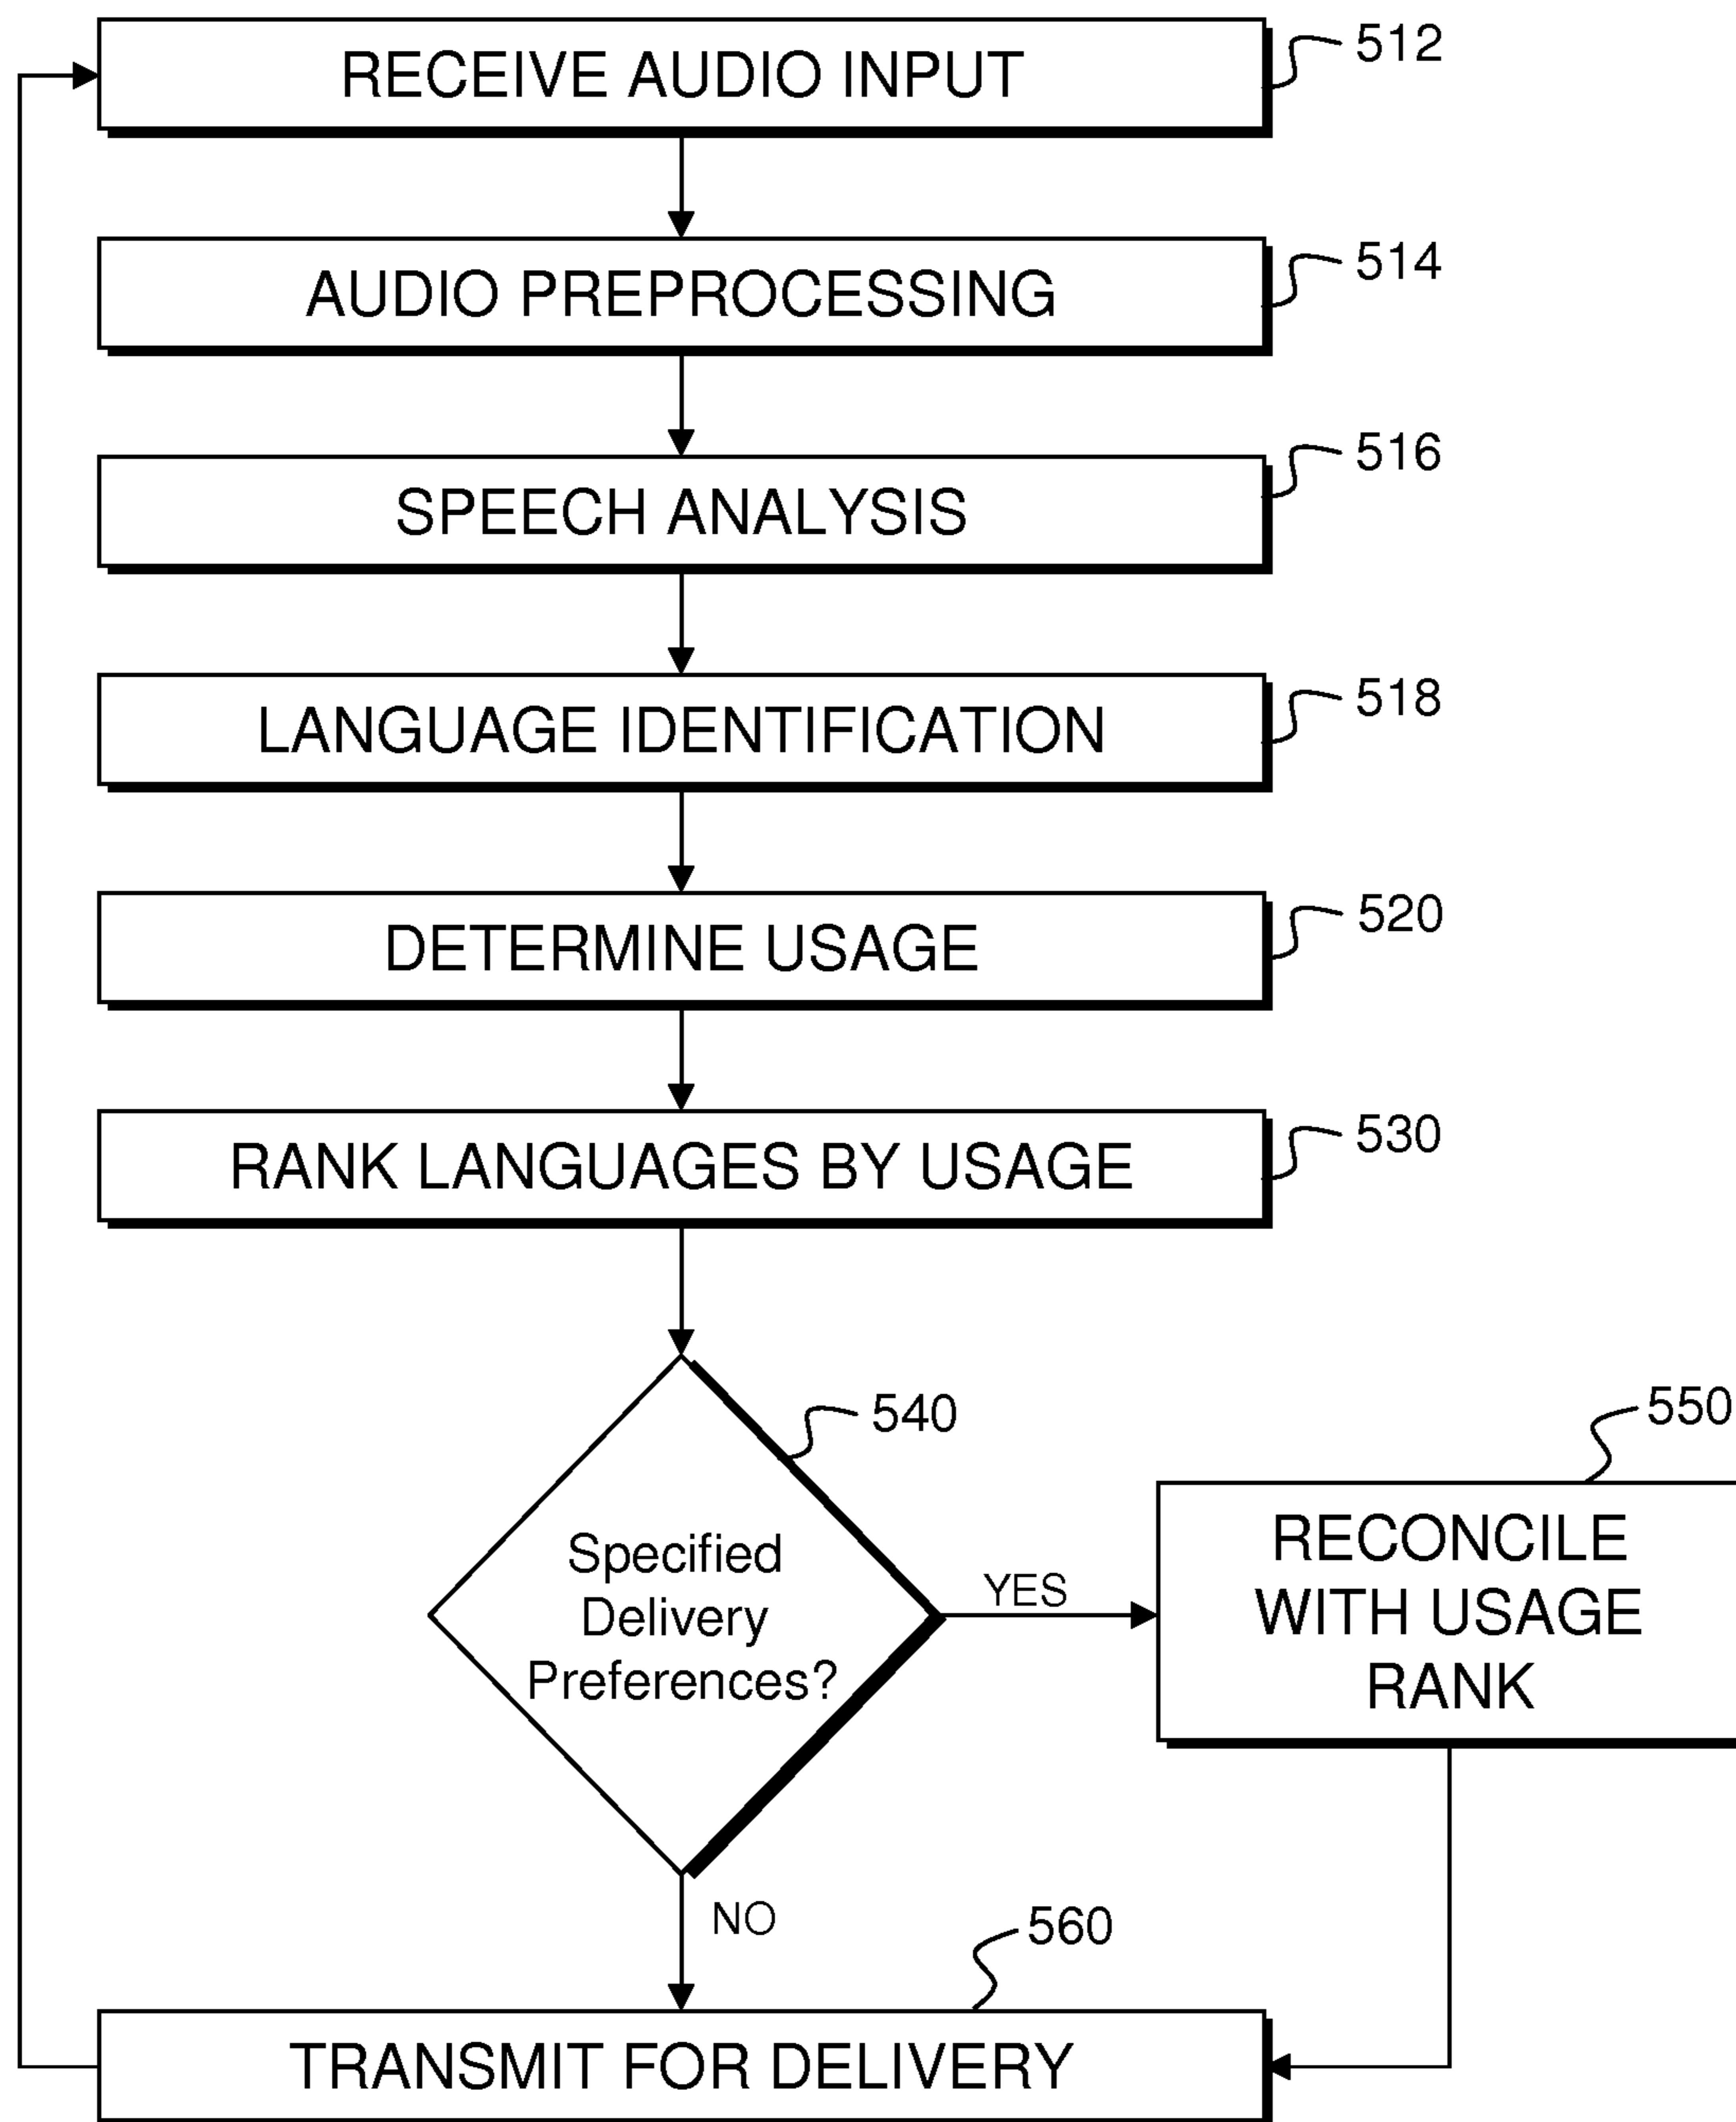 RECEIVE AUDIO INPUT
512
AUDIO PREPROCESSING
514
SPEECH ANALYSIS
516
LANGUAGE IDENTIFICATION
518
DETERMINE USAGE
520
RANK LANGUAGES BY USAGE
530
540
Specified
Delivery
Preferences?
YES
550
RECONCILE
WITH USAGE
RANK
NO
560
TRANSMIT FOR DELIVERY